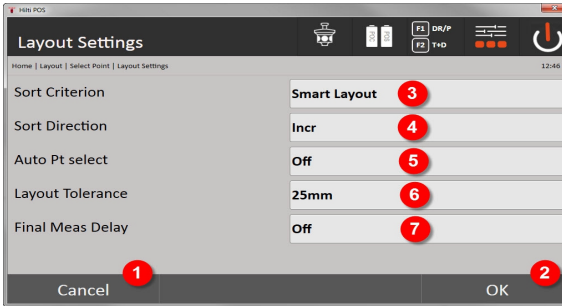 Hilti POS
Layout Settings
POC
POS
F1 DR/P
F2 T+D
Home | Layout | Select Point | Layout Settings
12:46
Sort Criterion
Smart Layout
3
Sort Direction
Incr
4
Auto Pt select
Off
5
Layout Tolerance
25mm
6
Final Meas Delay
Off
7
1
2
Cancel
OK